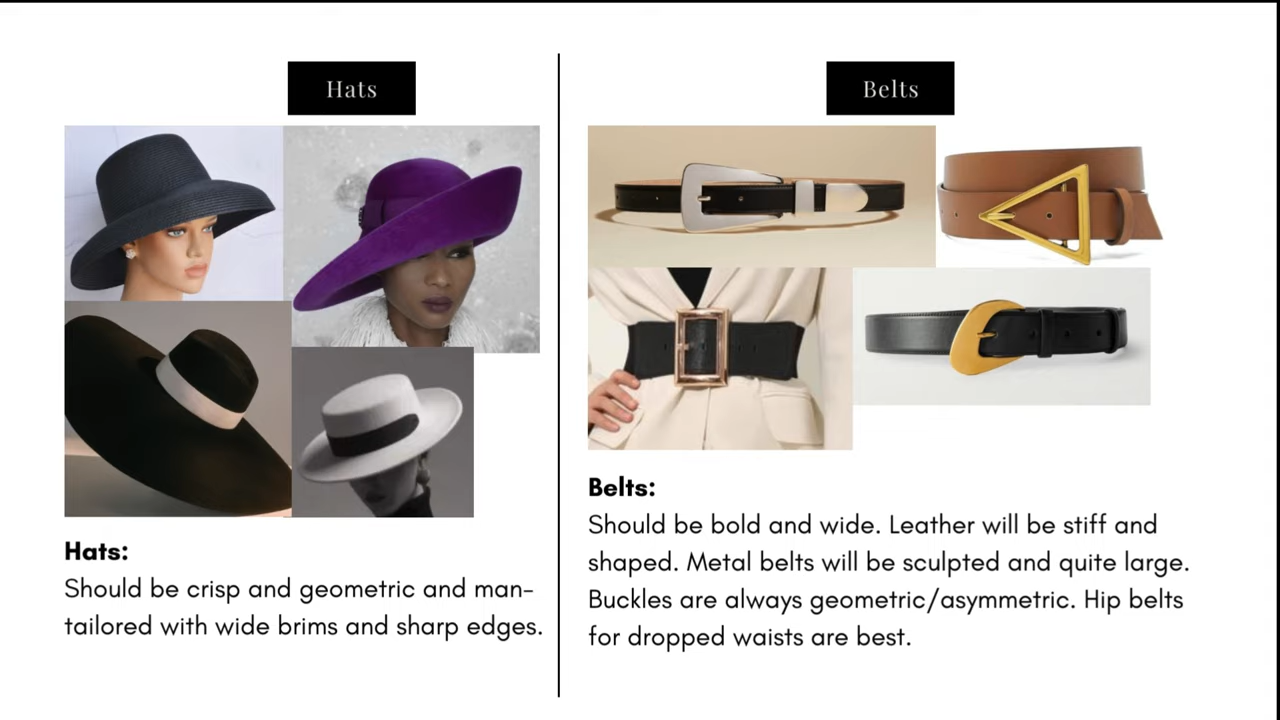 Hats
Hats:
Should be crisp and geometric and man-
tailored with wide brims and sharp edges.
Belts
Belts:
Should be bold and wide. Leather will be stiff and
shaped. Metal belts will be sculpted and quite large.
Buckles are always geometric/asymmetric. Hip belts
for dropped waists are best.